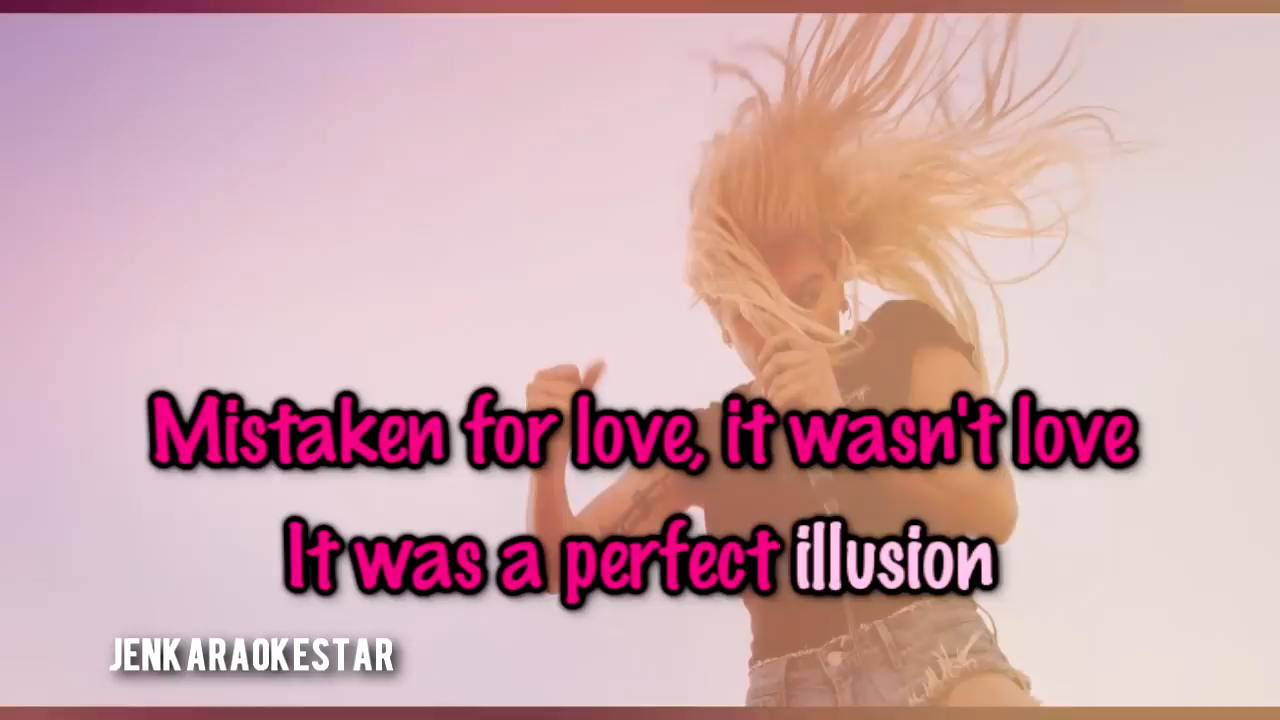 Mistaken for love, it wasn't love
It was a perfect illusion
JENKARAOKESTAR